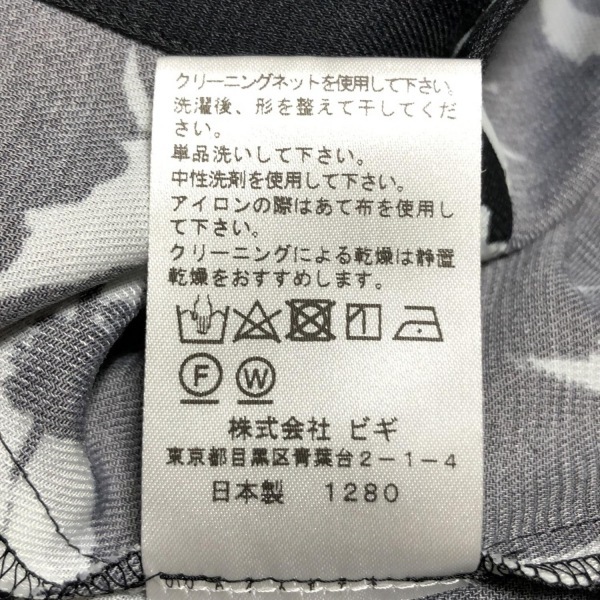 クリーニングネットを使用して下さい。
洗濯後、形を整えて干してくだ
さい。
単品洗いして下さい。
中性洗剤を使用して下さい。
アイロンの際はあて布を使用し
て下さい。
クリーニングによる乾燥は静置
乾燥をおすすめします。
F W
株式会社 ビギ
東京都目黒区青葉台2-1-4
日本製 1280